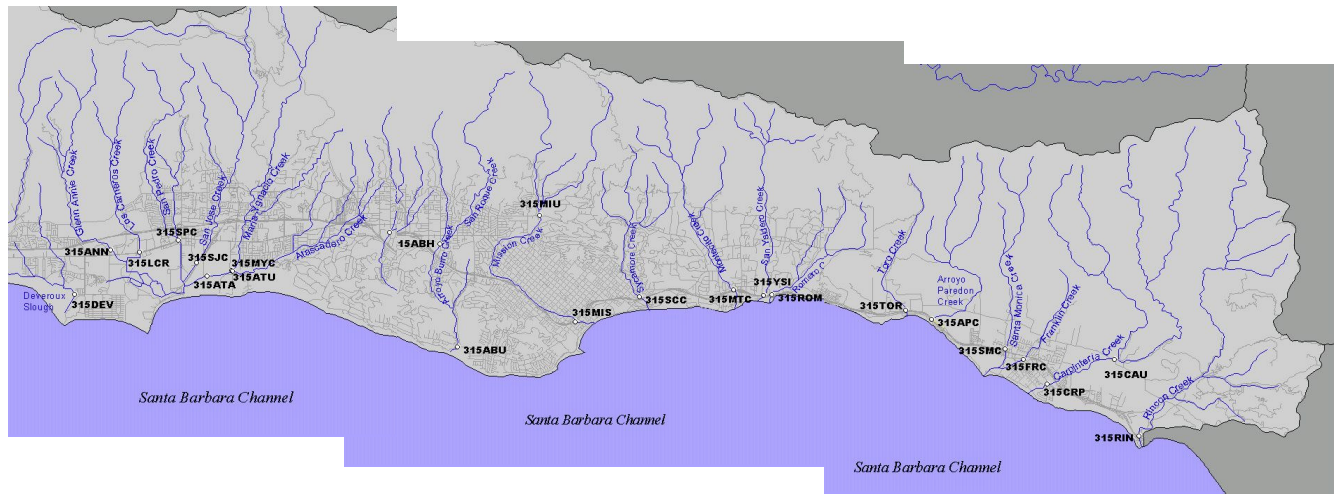 Glenn Annie Creek
Los Carneros Creek
San Pedro Creek
San Jose Creek
Maria Ygnacio Creek
Atascadero Creek
315ANN
315LCR
315SPC
315SJC
315MYC
315ATU
315ATA
315DEV
Deveroux
Slough
15ABH
Arroyo Burro Creek
San Roque Creek
315MIU
Mission Creek
315MIS
315ABU
Sycamore Creek
315SCC
Montecito Creek
315MTC
San Ysidero Creek
315YSI
315ROM
Romero C
Toro Creek
315TOR
Arroyo
Paredon
Creek
315APC
Santa Monica Creek
315SMC
Franklin Creek
315FRC
Carpinteria Creek
315CAU
315CRP
Rincon Creek
315RIN
Santa Barbara Channel
Santa Barbara Channel
Santa Barbara Channel